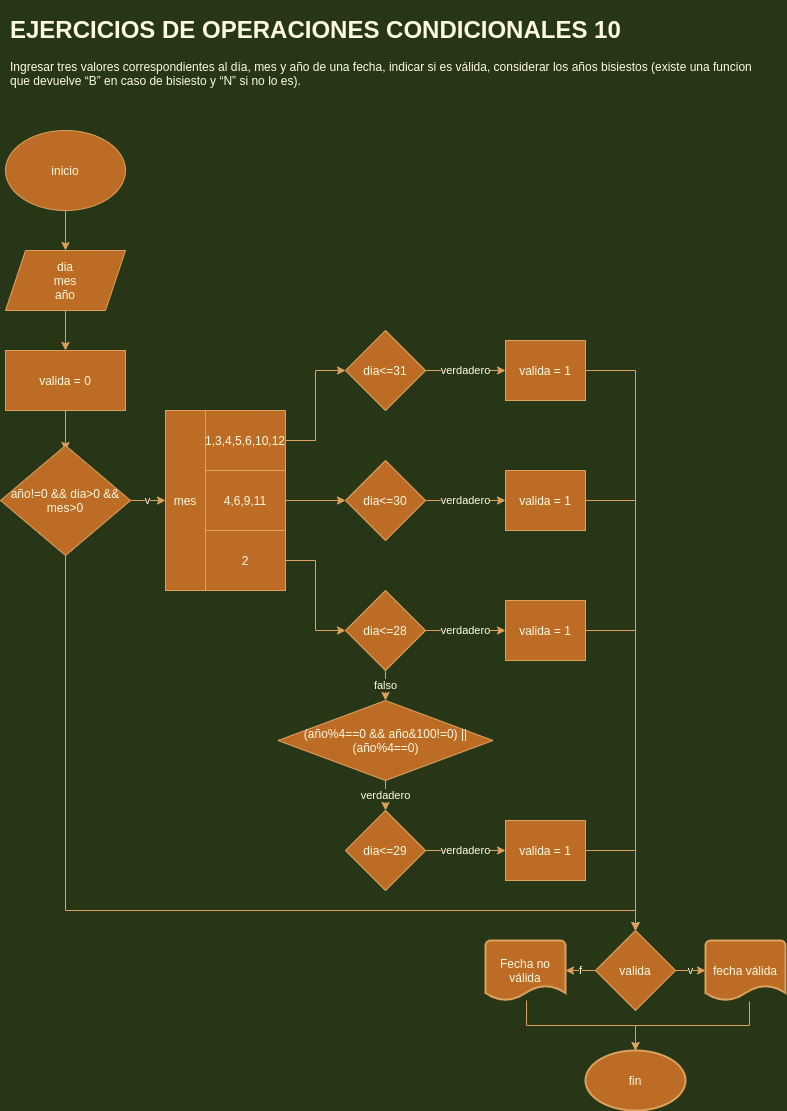 EJERCICIOS DE OPERACIONES CONDICIONALES 10
Ingresar tres valores correspondientes al día, mes y año de una fecha, indicar si es válida, considerar los años bisiestos (existe una funcion
que devuelve “B” en caso de bisiesto y “N” si no lo es).
inicio
dia
mes
año
valida = 0
año!=0 && dia>0 &&
mes>0
v
mes
1,3,4,5,6,10,12
4,6,9,11
2
dia<=31
verdadero
valida = 1
dia<=30
verdadero
valida = 1
dia<=28
verdadero
valida = 1
falso
(año%4==0 && año&100!=0) ||
(año%4==0)
verdadero
dia<=29
verdadero
valida = 1
Fecha no
válida
f
valida
v
fecha válida
fin